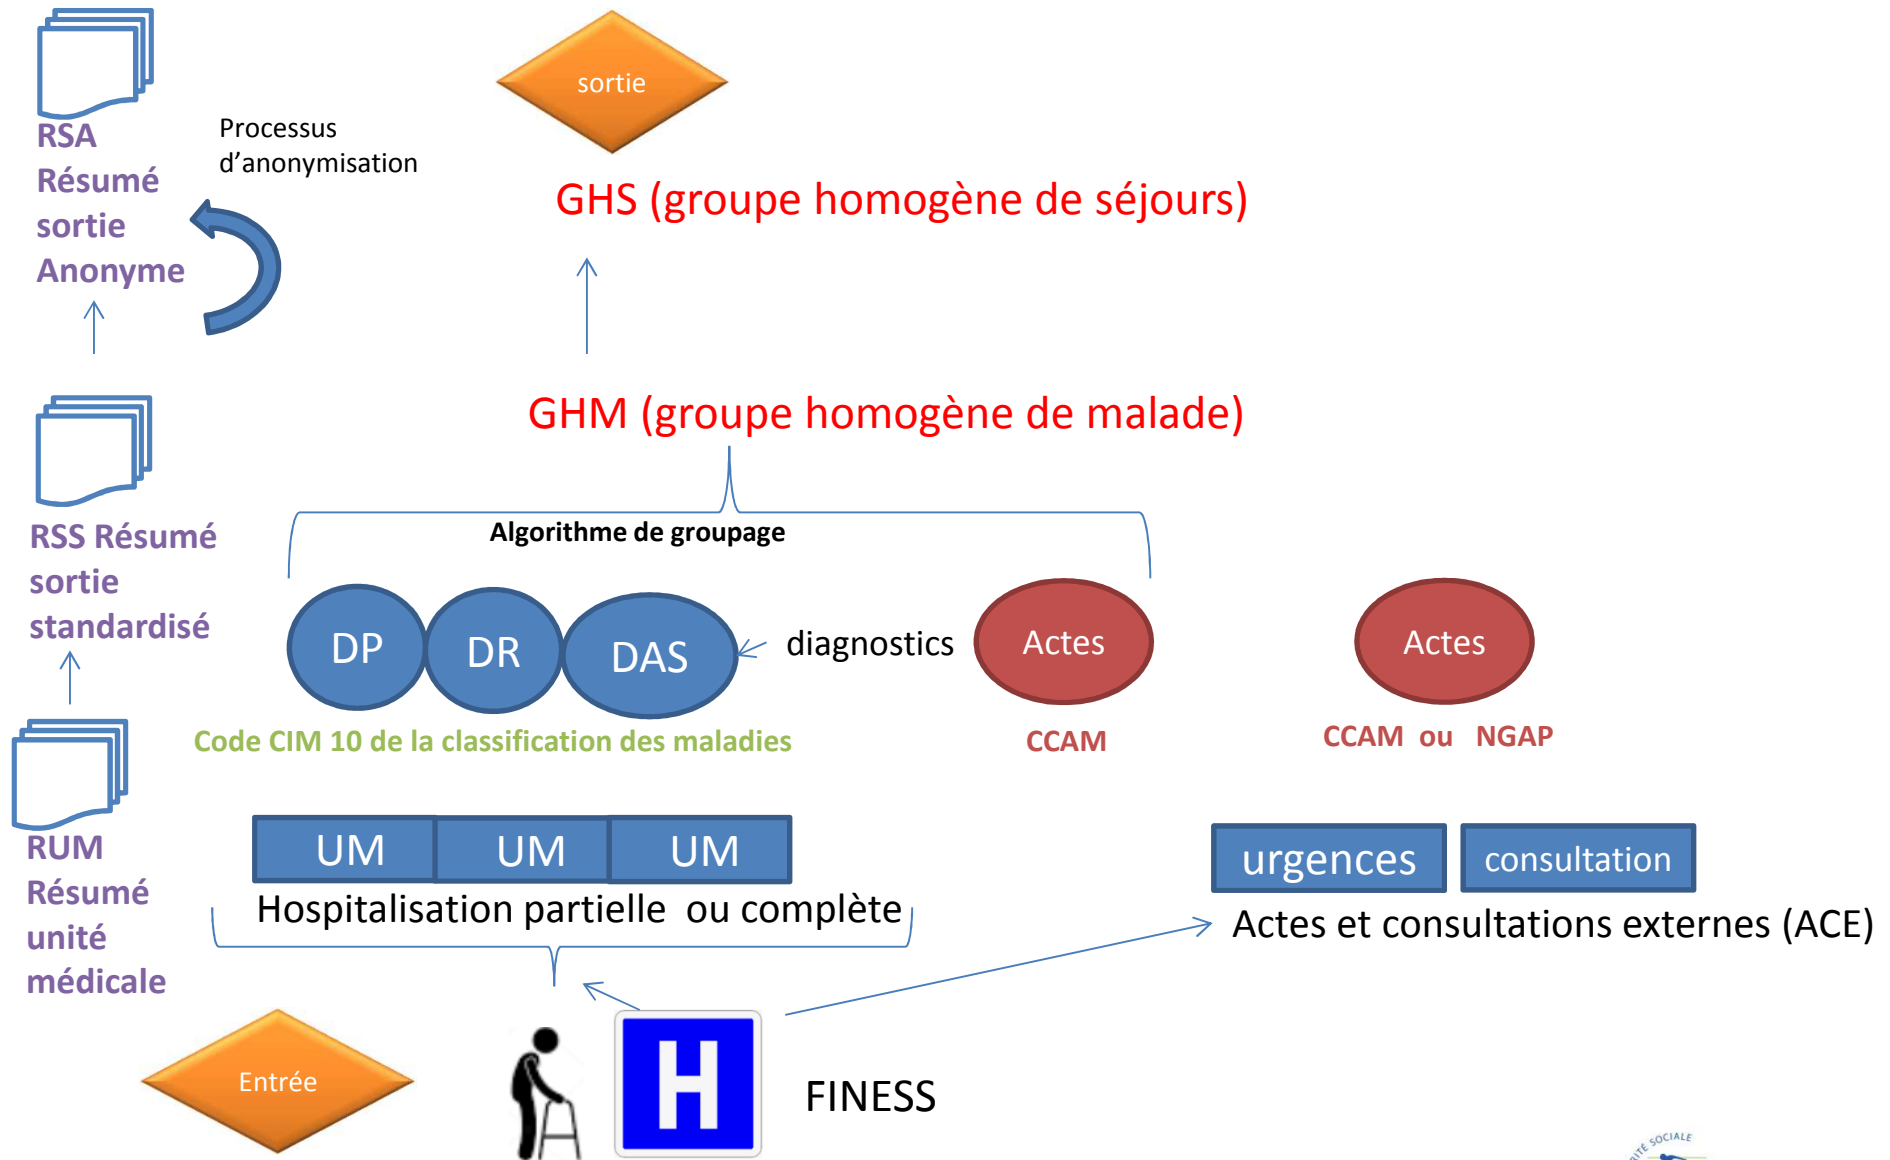 sortie
RSA
Résumé
sortie
Anonyme
Processus
d’anonymisation
GHS (groupe homogène de séjours)
GHM (groupe homogène de malade)
RSS Résumé
sortie
standardisé
Algorithme de groupage
DP
DR
DAS
diagnostics
Actes
Actes
Code CIM 10 de la classification des maladies
CCAM
CCAM ou NGAP
RUM
Résumé
unité
médicale
UM
UM
UM
urgences
consultation
Hospitalisation partielle ou complète
Actes et consultations externes (ACE)
Entrée
H
FINESS
SOCIALE